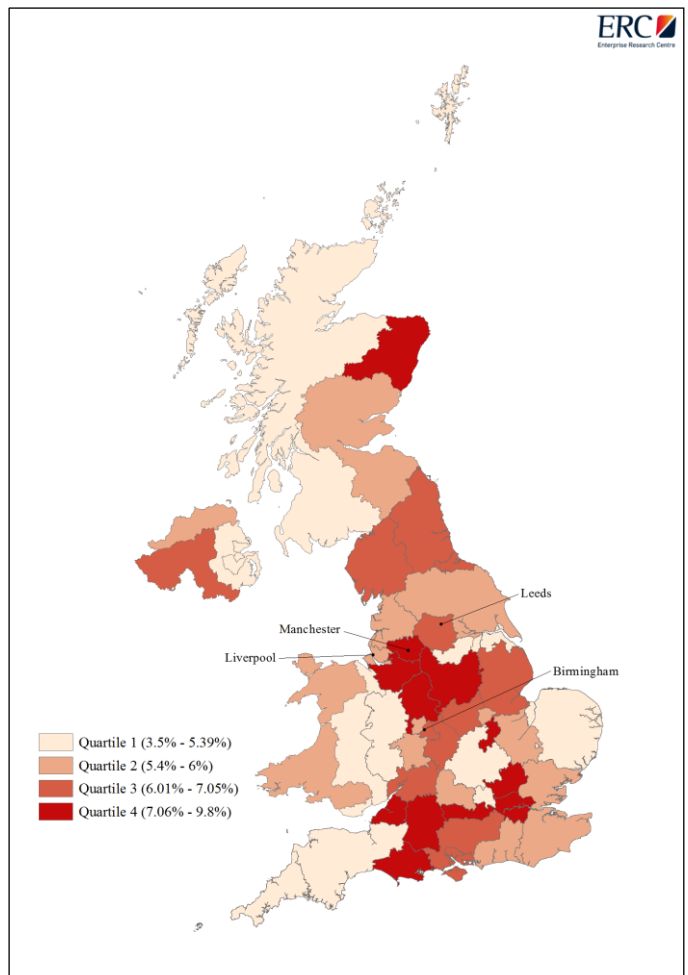 ERC
Enterprise Research Centre
Leeds
Manchester
Liverpool
Birmingham
Quartile 1 (3.5% - 5.39%)
Quartile 2 (5.4% - 6%)
Quartile 3 (6.01% - 7.05%)
Quartile 4 (7.06% - 9.8%)